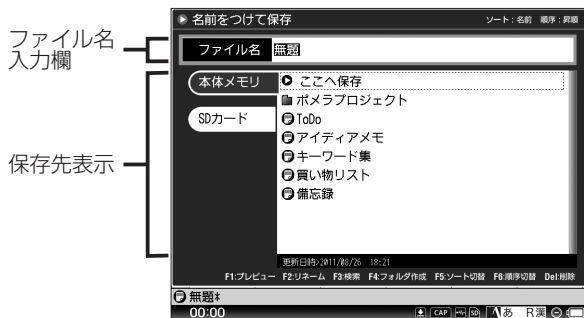 名前をつけて保存 ソート：名前 順序：昇順
ファイル名
入力欄
ファイル名 無題
本体メモリ
SDカード
ここへ保存
ポメラプロジェクト
ToDo
アイディアメモ
キーワード集
買い物リスト
備忘録
保存先表示
更新日時>2011/08/26 18:21
F1:プレビュー F2:リネーム F3:検索 F4:フォルダ作成 F5:ソート切替 F6:順序切替 Del:削除
無題*
00:00 CAP SD あ R漢